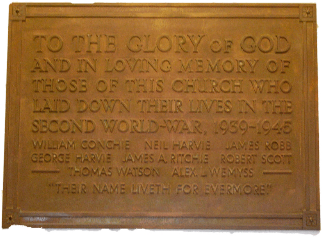 TO THE GLORY OF GOD
AND IN LOVING MEMORY OF
THOSE OF THIS CHURCH WHO
LAID DOWN THEIR LIVES IN THE
SECOND WORLD-WAR, 1939-1945
WILLIAM CONCHIE NEIL HARVIE JAMES ROBB
GEORGE HARVIE JAMES A. RITCHIE ROBERT SCOTT
THOMAS WATSON ALEX. J. WEMYSS
"THEIR NAME LIVETH FOR EVERMORE"